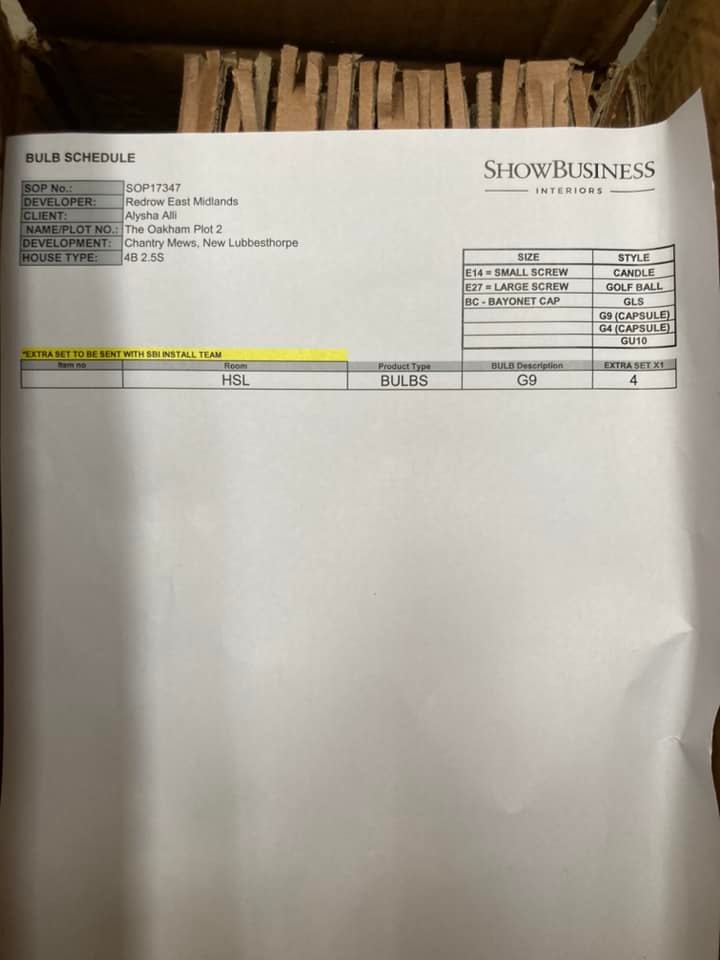 BULB SCHEDULE
SHOWBUSINESS
INTERIORS
SOP No.: SOP17347
DEVELOPER: Redrow East Midlands
CLIENT: Alysha Alli
NAME/PLOT NO.: The Oakham Plot 2
DEVELOPMENT: Chantry Mews, New Lubbesthorpe
HOUSE TYPE: 4B 2.5S
SIZE STYLE
E14 = SMALL SCREW CANDLE
E27 = LARGE SCREW GOLF BALL
BC - BAYONET CAP GLS
G9 (CAPSULE)
G4 (CAPSULE)
GU10
*EXTRA SET TO BE SENT WITH SBI INSTALL TEAM
Item no Room Product Type BULB Description EXTRA SET X1
HSL BULBS G9 4